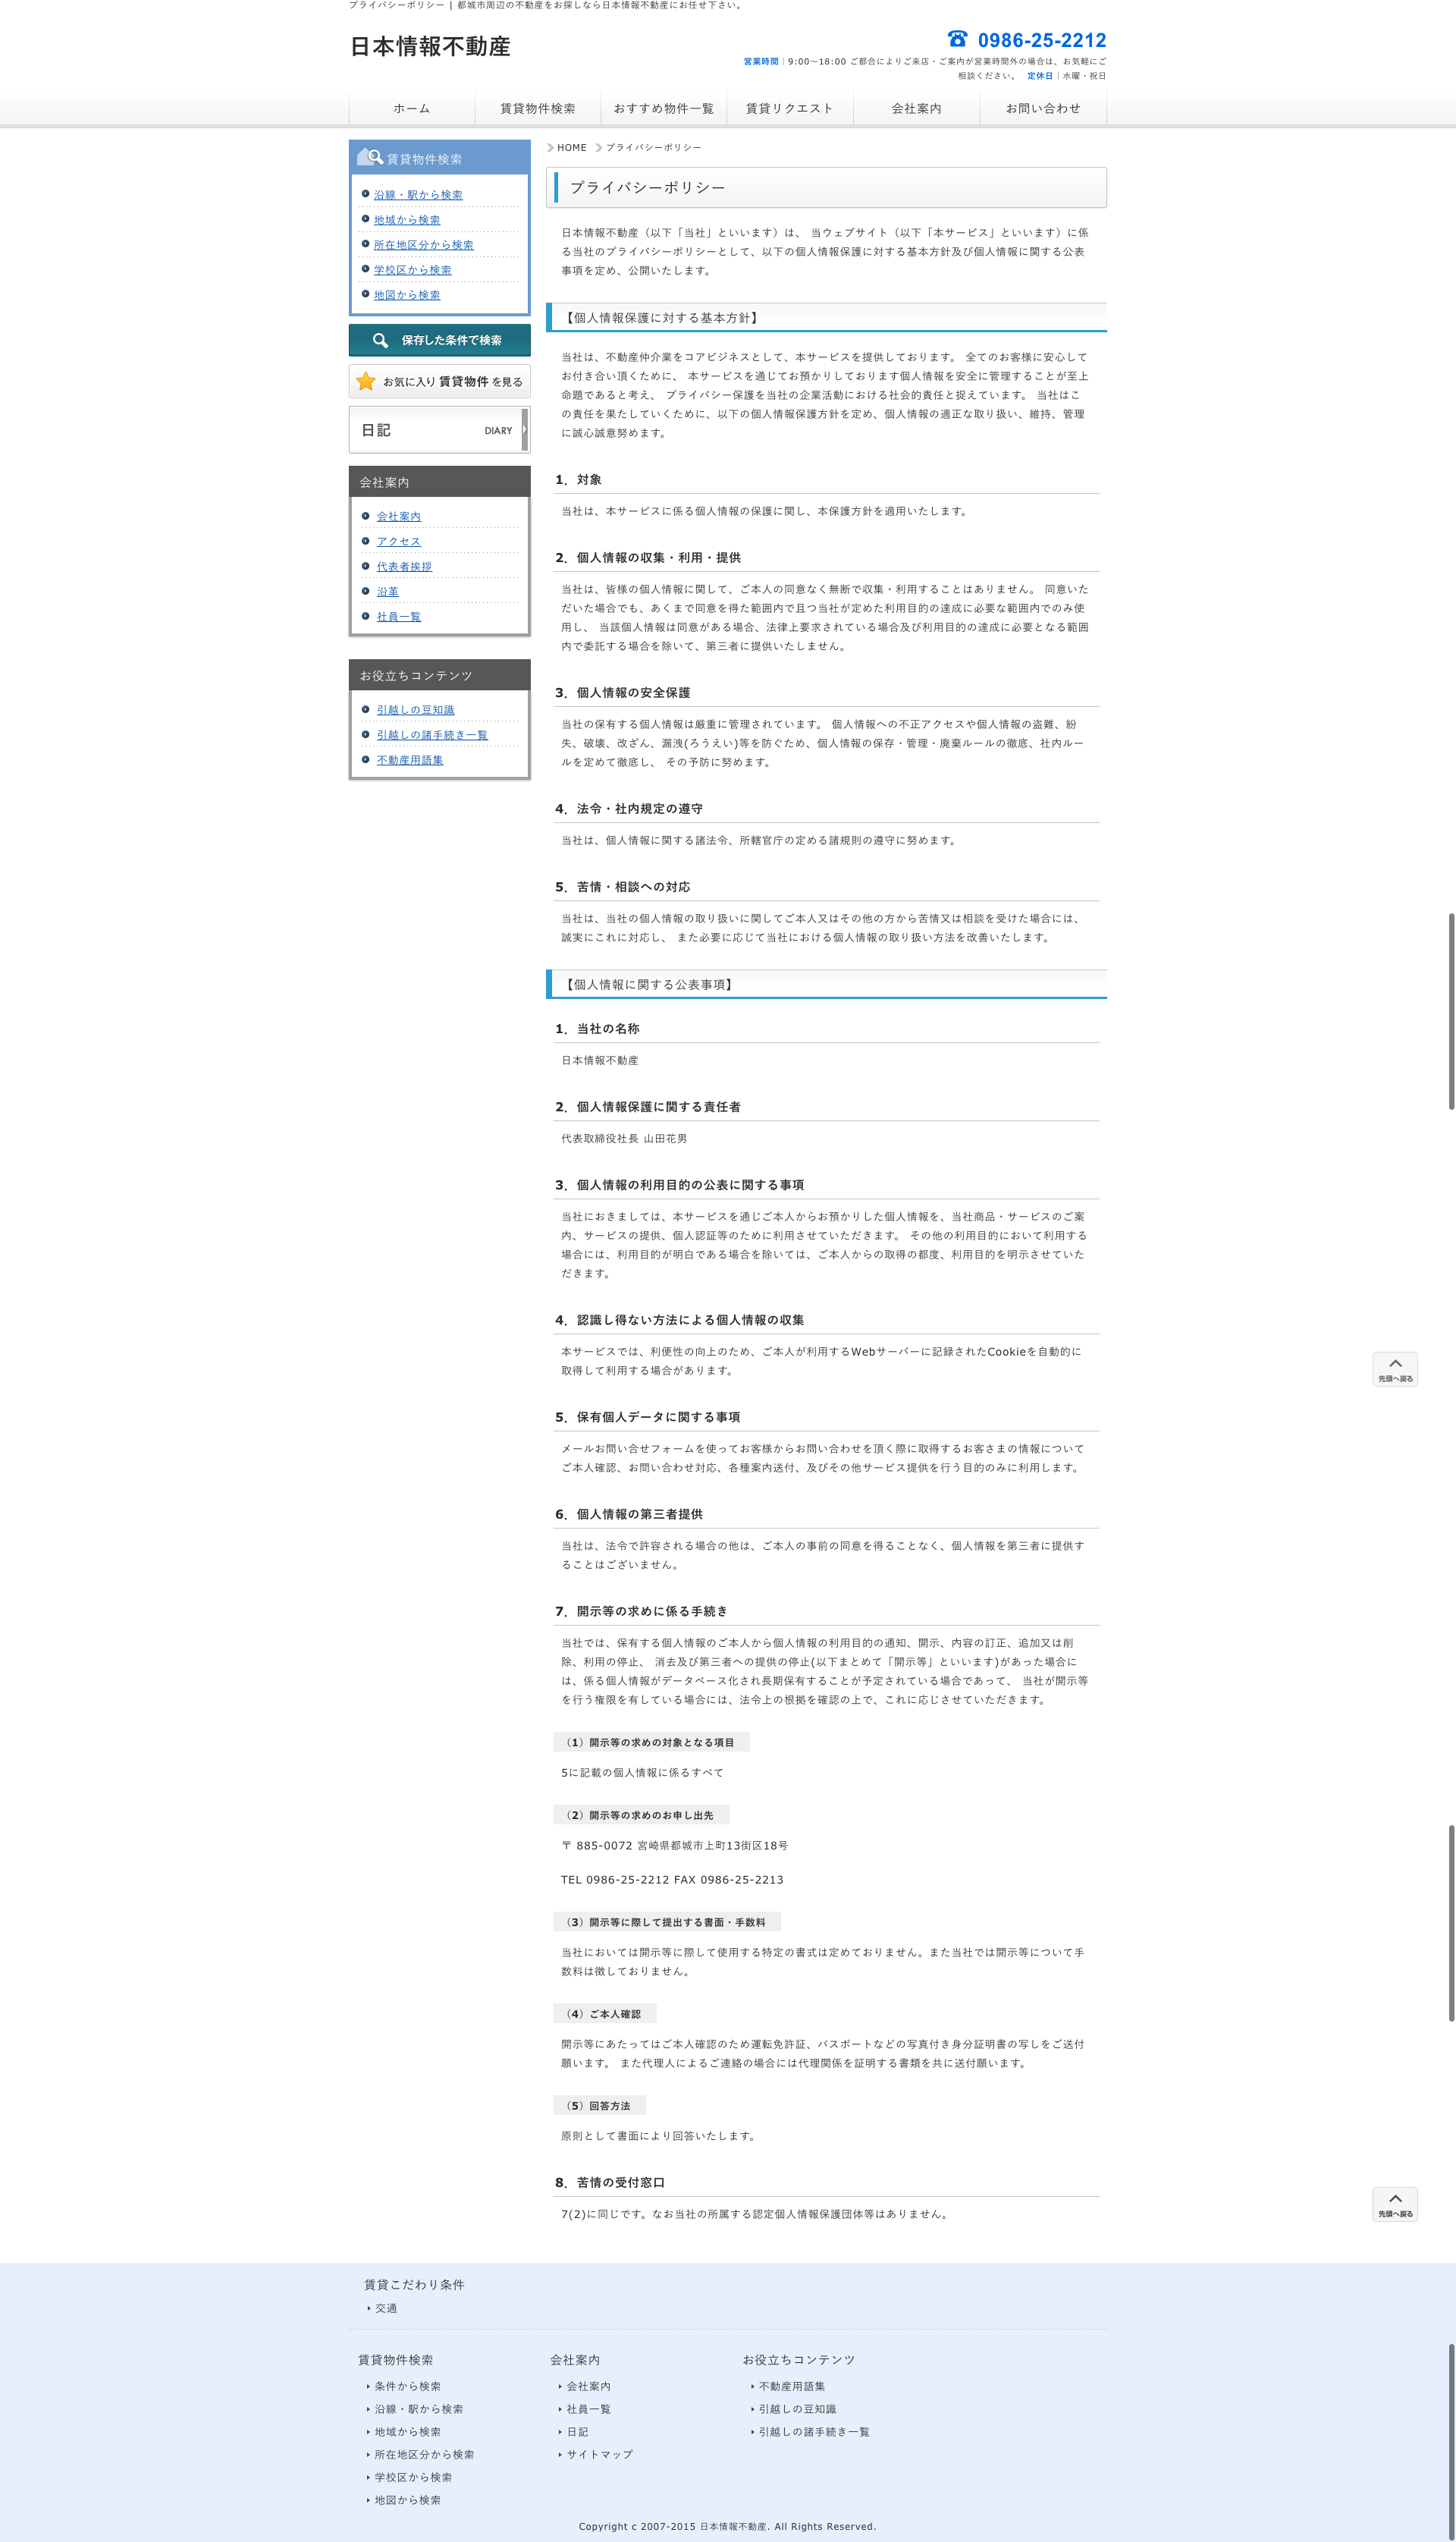 プライバシーポリシー | 都城市周辺の不動産をお探しなら日本情報不動産にお任せ下さい。
日本情報不動産
0986-25-2212
営業時間｜9:00～18:00 ご都合によりご来店・ご案内が営業時間外の場合は、お気軽にご
相談ください。 定休日｜水曜・祝日
ホーム 賃貸物件検索 おすすめ物件一覧 賃貸リクエスト 会社案内 お問い合わせ
賃貸物件検索
沿線・駅から検索
地域から検索
所在地区分から検索
学校区から検索
地図から検索
保存した条件で検索
お気に入り 賃貸物件 を見る
日記 DIARY
会社案内
会社案内
アクセス
代表者挨拶
沿革
社員一覧
お役立ちコンテンツ
引越しの豆知識
引越しの諸手続き一覧
不動産用語集
HOME プライバシーポリシー
プライバシーポリシー
日本情報不動産（以下「当社」といいます）は、 当ウェブサイト（以下「本サービス」といいます）に係
る当社のプライバシーポリシーとして、以下の個人情報保護に対する基本方針及び個人情報に関する公表
事項を定め、公開いたします。
【個人情報保護に対する基本方針】
当社は、不動産仲介業をコアビジネスとして、本サービスを提供しております。 全てのお客様に安心して
お付き合い頂くために、 本サービスを通じてお預かりしております個人情報を安全に管理することが至上
命題であると考え、 プライバシー保護を当社の企業活動における社会的責任と捉えています。 当社はこ
の責任を果たしていくために、以下の個人情報保護方針を定め、個人情報の適正な取り扱い、維持、管理
に誠心誠意努めます。
1．対象
当社は、本サービスに係る個人情報の保護に関し、本保護方針を適用いたします。
2．個人情報の収集・利用・提供
当社は、皆様の個人情報に関して、ご本人の同意なく無断で収集・利用することはありません。 同意いた
だいた場合でも、あくまで同意を得た範囲内で且つ当社が定めた利用目的の達成に必要な範囲内でのみ使
用し、 当該個人情報は同意がある場合、法律上要求されている場合及び利用目的の達成に必要となる範囲
内で委託する場合を除いて、第三者に提供いたしません。
3．個人情報の安全保護
当社の保有する個人情報は厳重に管理されています。 個人情報への不正アクセスや個人情報の盗難、紛
失、破壊、改ざん、漏洩(ろうえい)等を防ぐため、個人情報の保存・管理・廃棄ルールの徹底、社内ルー
ルを定めて徹底し、 その予防に努めます。
4．法令・社内規定の遵守
当社は、個人情報に関する諸法令、所轄官庁の定める諸規則の遵守に努めます。
5．苦情・相談への対応
当社は、当社の個人情報の取り扱いに関してご本人又はその他の方から苦情又は相談を受けた場合には、
誠実にこれに対応し、 また必要に応じて当社における個人情報の取り扱い方法を改善いたします。
【個人情報に関する公表事項】
1．当社の名称
日本情報不動産
2．個人情報保護に関する責任者
代表取締役社長 山田花男
3．個人情報の利用目的の公表に関する事項
当社におきましては、本サービスを通じご本人からお預かりした個人情報を、当社商品・サービスのご案
内、サービスの提供、個人認証等のために利用させていただきます。 その他の利用目的において利用する
場合には、利用目的が明白である場合を除いては、ご本人からの取得の都度、利用目的を明示させていた
だきます。
4．認識し得ない方法による個人情報の収集
本サービスでは、利便性の向上のため、ご本人が利用するWebサーバーに記録されたCookieを自動的に
取得して利用する場合があります。
5．保有個人データに関する事項
メールお問い合せフォームを使ってお客様からお問い合わせを頂く際に取得するお客さまの情報について
ご本人確認、お問い合わせ対応、各種案内送付、及びその他サービス提供を行う目的のみに利用します。
6．個人情報の第三者提供
当社は、法令で許容される場合の他は、ご本人の事前の同意を得ることなく、個人情報を第三者に提供す
ることはございません。
7．開示等の求めに係る手続き
当社では、保有する個人情報のご本人から個人情報の利用目的の通知、開示、内容の訂正、追加又は削
除、利用の停止、 消去及び第三者への提供の停止(以下まとめて「開示等」といいます)があった場合に
は、係る個人情報がデータベース化され長期保有することが予定されている場合であって、 当社が開示等
を行う権限を有している場合には、法令上の根拠を確認の上で、これに応じさせていただきます。
（1）開示等の求めの対象となる項目
5に記載の個人情報に係るすべて
（2）開示等の求めのお申し出先
〒 885-0072 宮崎県都城市上町13街区18号
TEL 0986-25-2212 FAX 0986-25-2213
（3）開示等に際して提出する書面・手数料
当社においては開示等に際して使用する特定の書式は定めておりません。また当社では開示等について手
数料は徴しておりません。
（4）ご本人確認
開示等にあたってはご本人確認のため運転免許証、パスポートなどの写真付き身分証明書の写しをご送付
願います。 また代理人によるご連絡の場合には代理関係を証明する書類を共に送付願います。
（5）回答方法
原則として書面により回答いたします。
8．苦情の受付窓口
7(2)に同じです。なお当社の所属する認定個人情報保護団体等はありません。
先頭へ戻る
先頭へ戻る
賃貸こだわり条件
交通
賃貸物件検索
条件から検索
沿線・駅から検索
地域から検索
所在地区分から検索
学校区から検索
地図から検索
会社案内
会社案内
社員一覧
日記
サイトマップ
お役立ちコンテンツ
不動産用語集
引越しの豆知識
引越しの諸手続き一覧
Copyright c 2007-2015 日本情報不動産. All Rights Reserved.